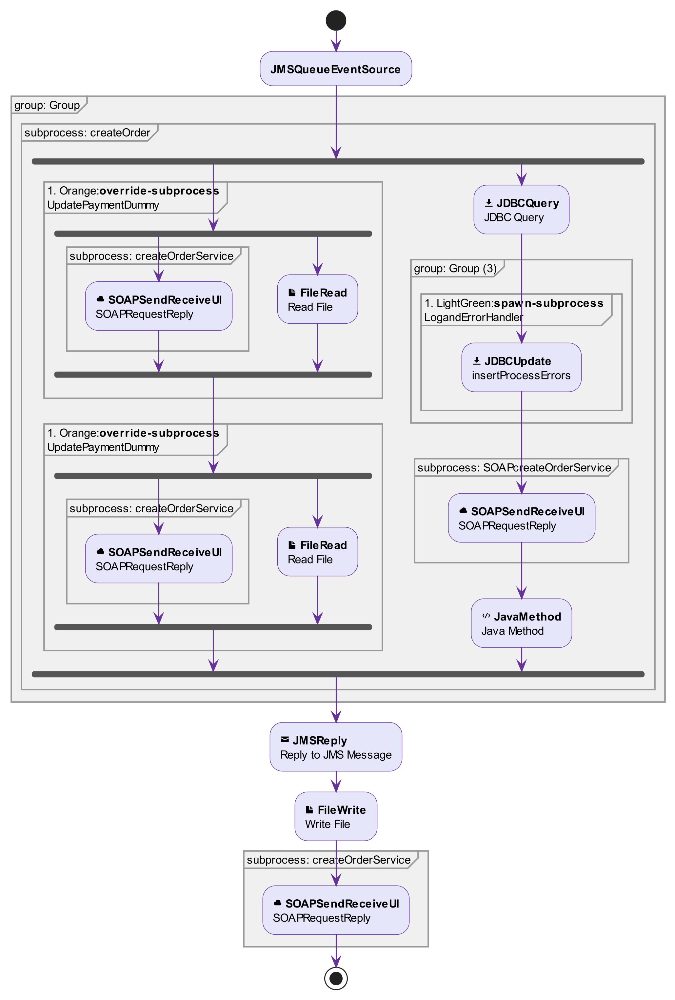 JMSQueueEventSource
group: Group
subprocess: createOrder
1. Orange:override-subprocess
UpdatePaymentDummy
subprocess: createOrderService
SOAPSendReceiveUI
SOAPRequestReply
FileRead
Read File
1. Orange:override-subprocess
UpdatePaymentDummy
subprocess: createOrderService
SOAPSendReceiveUI
SOAPRequestReply
FileRead
Read File
JDBCQuery
JDBC Query
group: Group (3)
1. LightGreen:spawn-subprocess
LogandErrorHandler
JDBCUpdate
insertProcessErrors
subprocess: SOAPcreateOrderService
SOAPSendReceiveUI
SOAPRequestReply
JavaMethod
Java Method
JMSReply
Reply to JMS Message
FileWrite
Write File
subprocess: createOrderService
SOAPSendReceiveUI
SOAPRequestReply